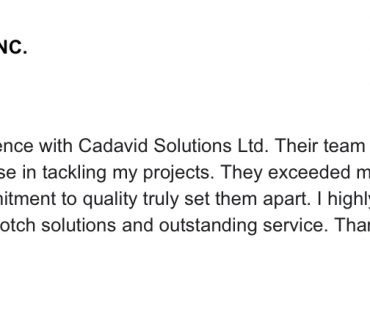 NC.
ence with Cadavid Solutions Ltd. Their team
se in tackling my projects. They exceeded m
nitment to quality truly set them apart. I highly
otch solutions and outstanding service. Than